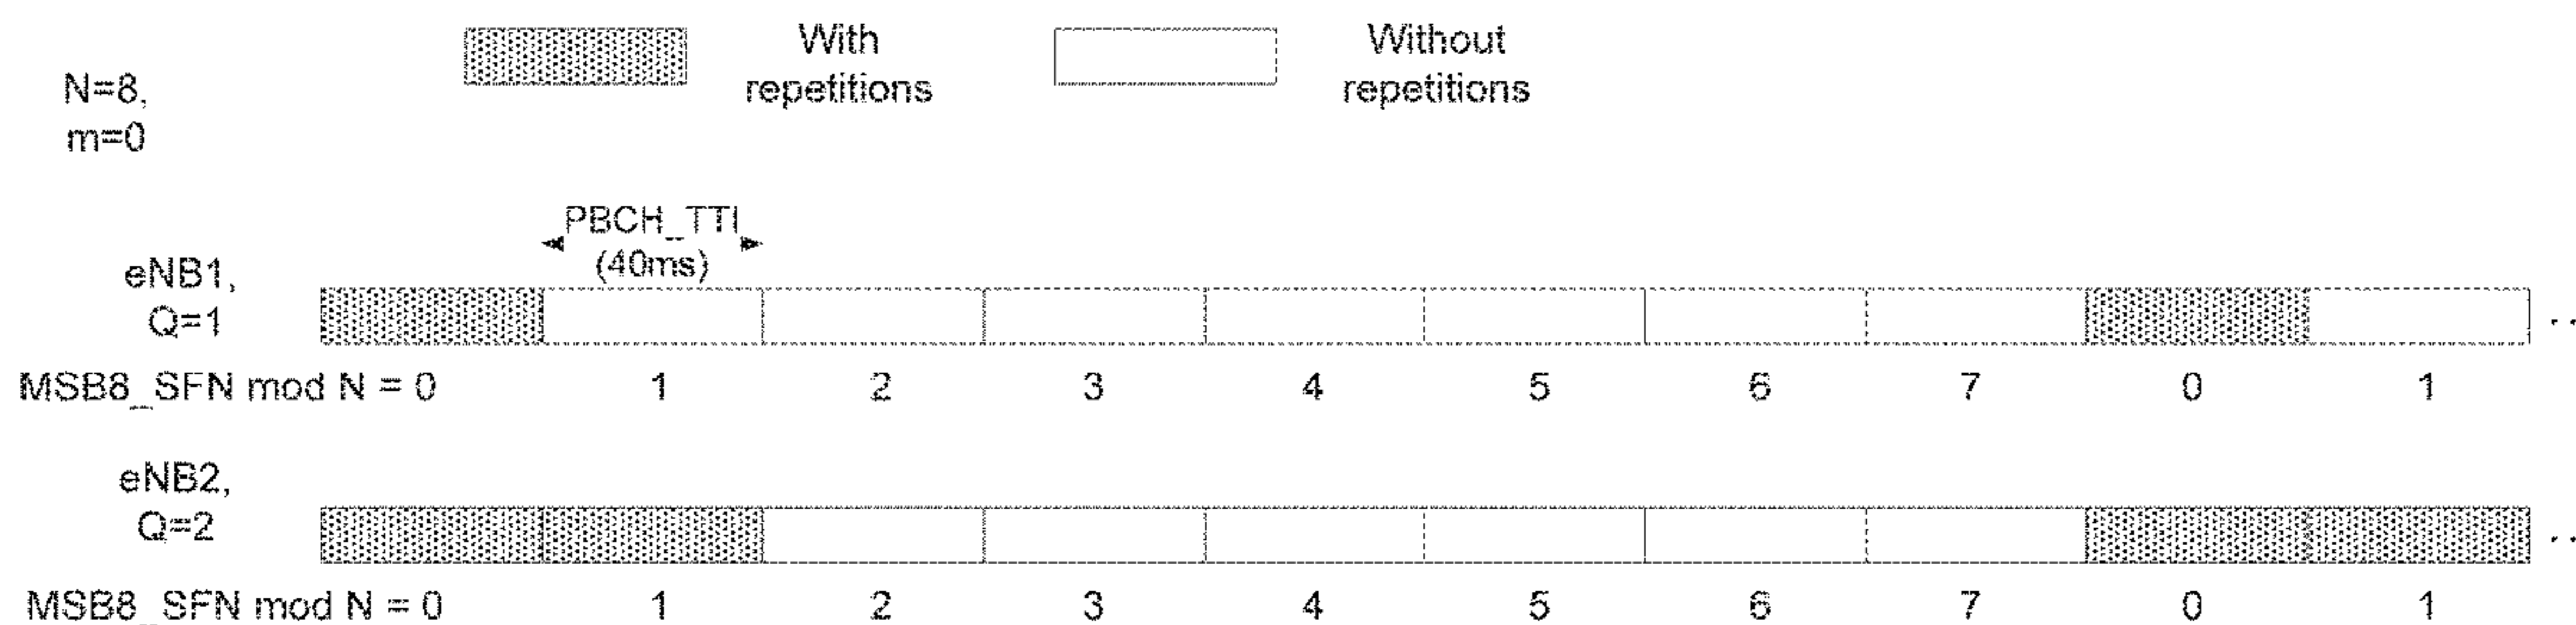 With
repetitions
Without
repetitions
N=8,
m=0
PBCH_TTI
(40ms)
eNB1,
Q=1
MSB8_SFN mod N = 0 1 2 3 4 5 6 7 0 1
..
eNB2,
Q=2
MSB8_SFN mod N = 0 1 2 3 4 5 6 7 0 1
..